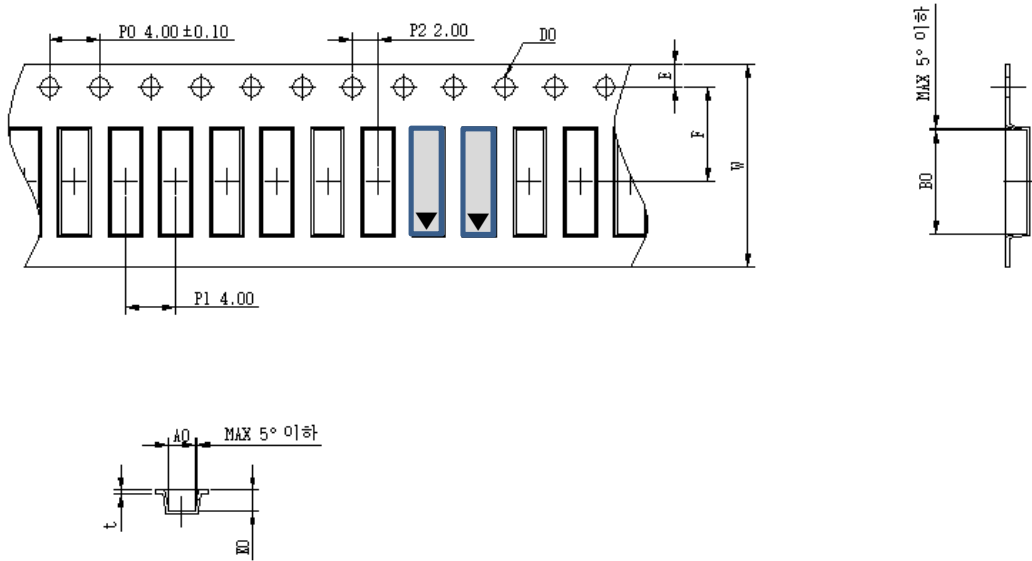 P0 4.00±0.10
P2 2.00
D0
E
F
W
P1 4.00
MAX 5° 이하
B0
A0
MAX 5° 이하
t
K0